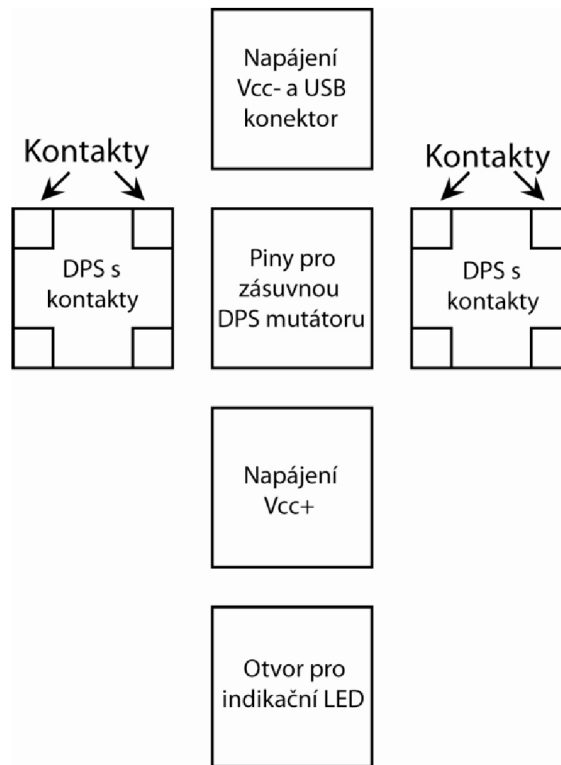 Napájení
Vcc- a USB
konektor
Kontakty
Kontakty
DPS s
kontakty
Piny pro
zásuvnou
DPS mutátoru
DPS s
kontakty
Napájení
Vcc+
Otvor pro
indikační LED